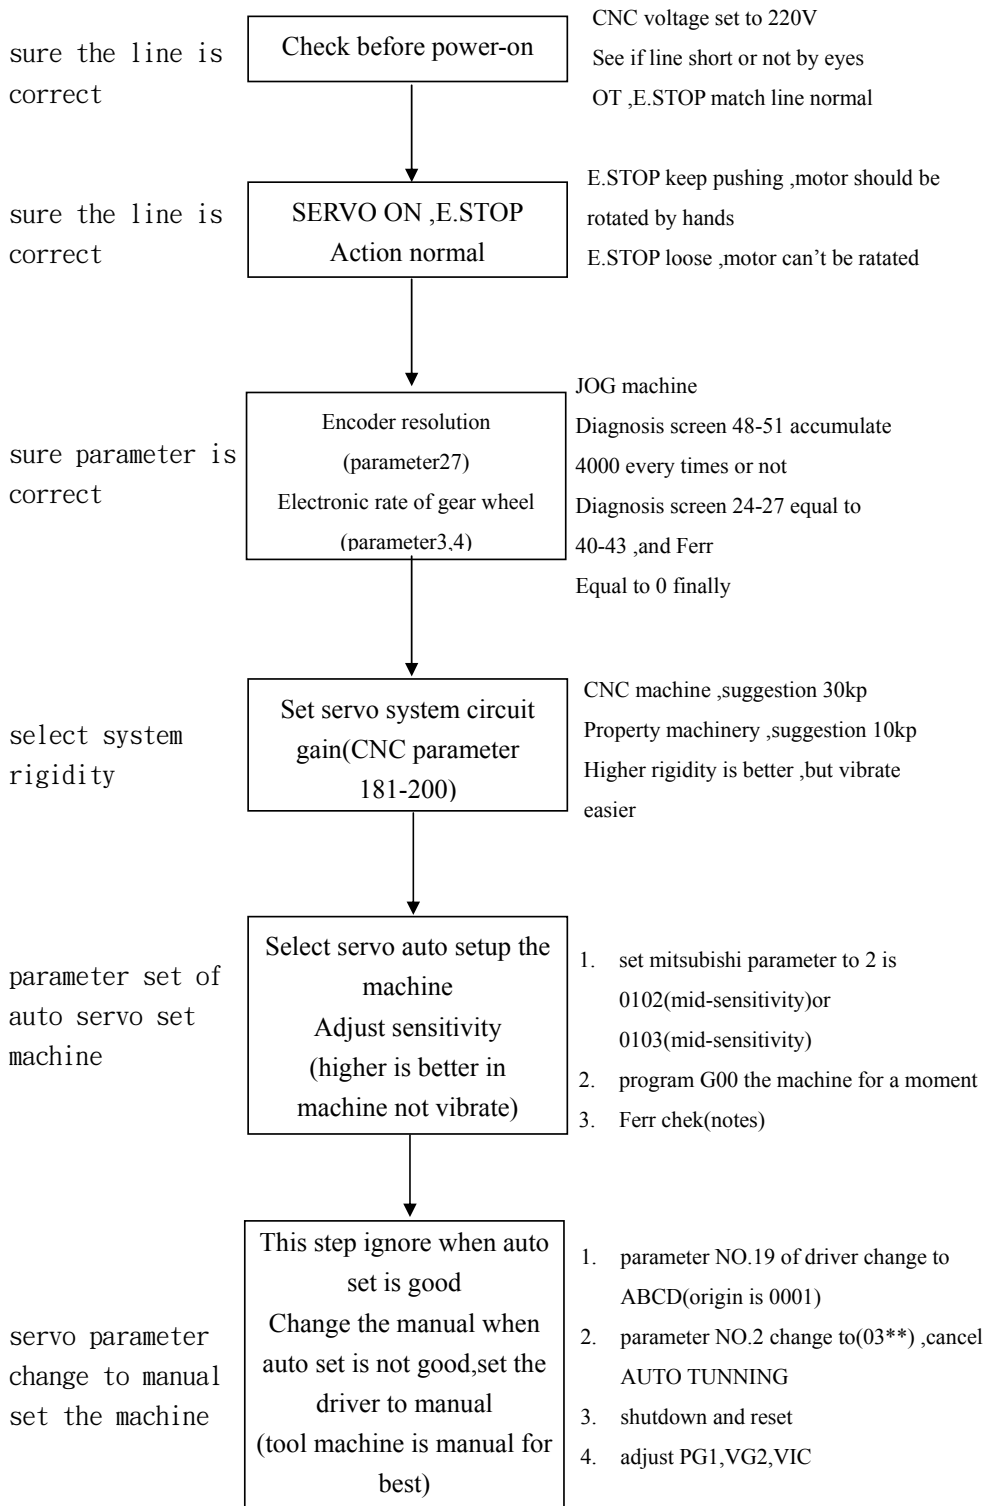 sure the line is
correct
Check before power-on
CNC voltage set to 220V
See if line short or not by eyes
OT ,E.STOP match line normal
sure the line is
correct
SERVO ON ,E.STOP
Action normal
E.STOP keep pushing ,motor should be
rotated by hands
E.STOP loose ,motor can't be ratated
sure parameter is
correct
Encoder resolution
(parameter27)
Electronic rate of gear wheel
(parameter3,4)
JOG machine
Diagnosis screen 48-51 accumulate
4000 every times or not
Diagnosis screen 24-27 equal to
40-43 ,and Ferr
Equal to 0 finally
select system
rigidity
Set servo system circuit
gain(CNC parameter
181-200)
CNC machine ,suggestion 30kp
Property machinery ,suggestion 10kp
Higher rigidity is better ,but vibrate
easier
parameter set of
auto servo set
machine
Select servo auto setup the
machine
Adjust sensitivity
(higher is better in
machine not vibrate)
1. set mitsubishi parameter to 2 is
0102(mid-sensitivity)or
0103(mid-sensitivity)
2. program G00 the machine for a moment
3. Ferr chek(notes)
servo parameter
change to manual
set the machine
This step ignore when auto
set is good
Change the manual when
auto set is not good,set the
driver to manual
(tool machine is manual for
best)
1. parameter NO.19 of driver change to
ABCD(origin is 0001)
2. parameter NO.2 change to(03**) ,cancel
AUTO TUNNING
3. shutdown and reset
4. adjust PG1,VG2,VIC